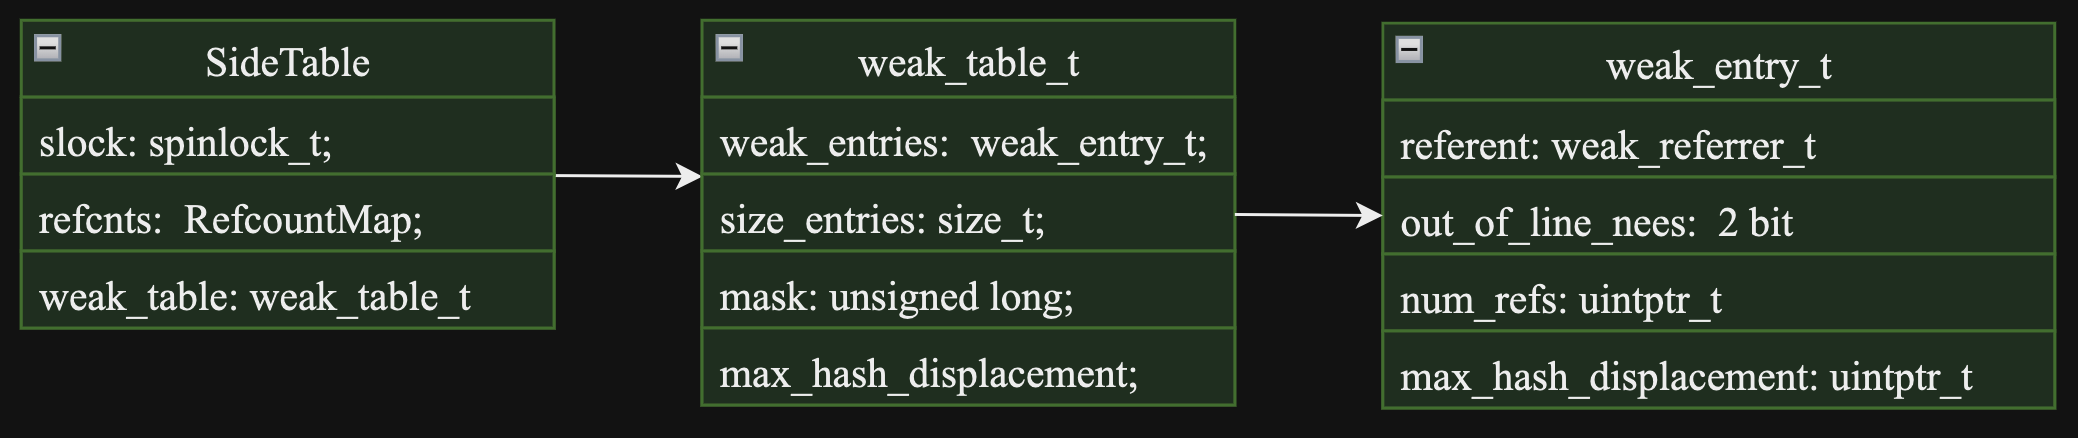 SideTable
slock: spinlock_t;
refcnts:  RefcountMap;
weak_table: weak_table_t
weak_table_t
weak_entries:  weak_entry_t;
size_entries: size_t;
mask: unsigned long;
max_hash_displacement;
weak_entry_t
referent: weak_referrer_t
out_of_line_nees:  2 bit
num_refs: uintptr_t
max_hash_displacement: uintptr_t